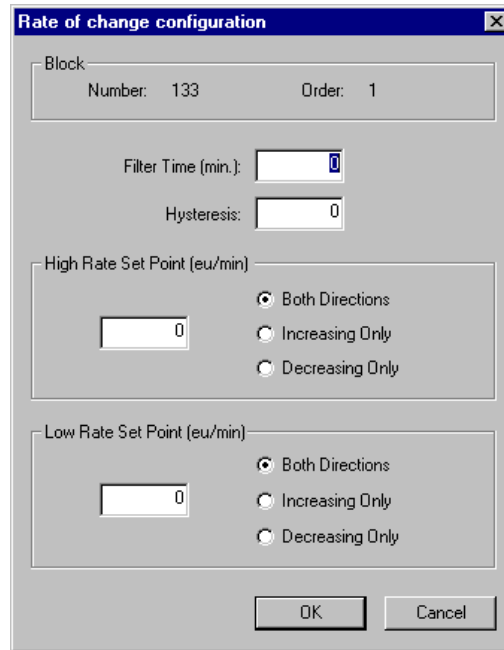 Rate of change configuration
Block
Number: 133 Order: 1
Filter Time (min.): 0
Hysteresis: 0
High Rate Set Point (eu/min)
Both Directions
0
Increasing Only
Decreasing Only
Low Rate Set Point (eu/min)
Both Directions
0
Increasing Only
Decreasing Only
OK Cancel